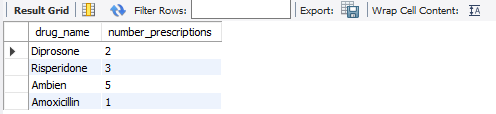 Result Grid Filter Rows: Export: Wrap Cell Content:
drug_name number_prescriptions
Diprosone 2
Risperidone 3
Ambien 5
Amoxicillin 1